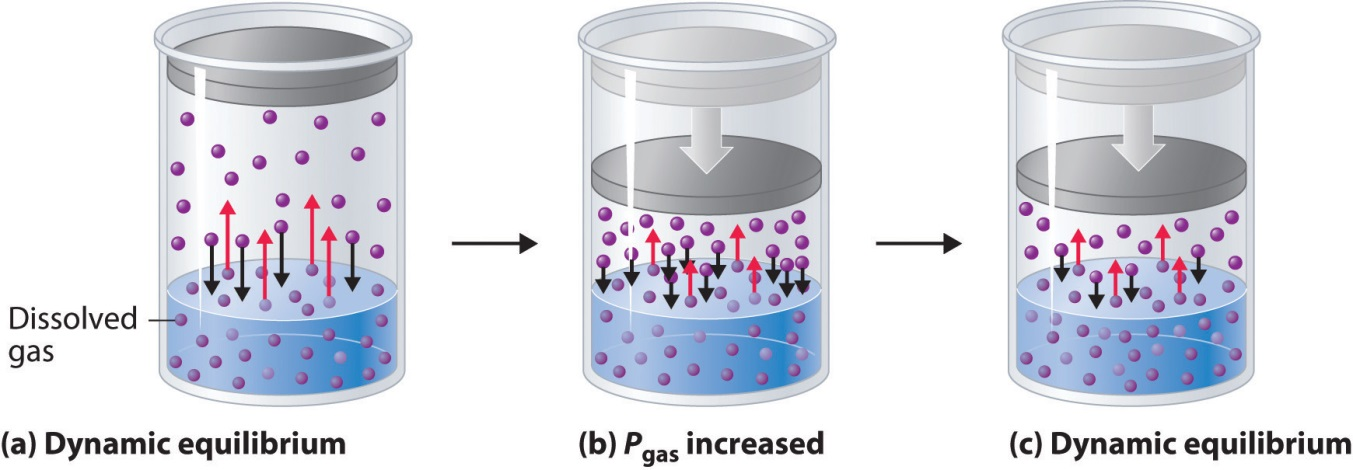 Dissolved
gas
(a) Dynamic equilibrium
(b) Pgas increased
(c) Dynamic equilibrium